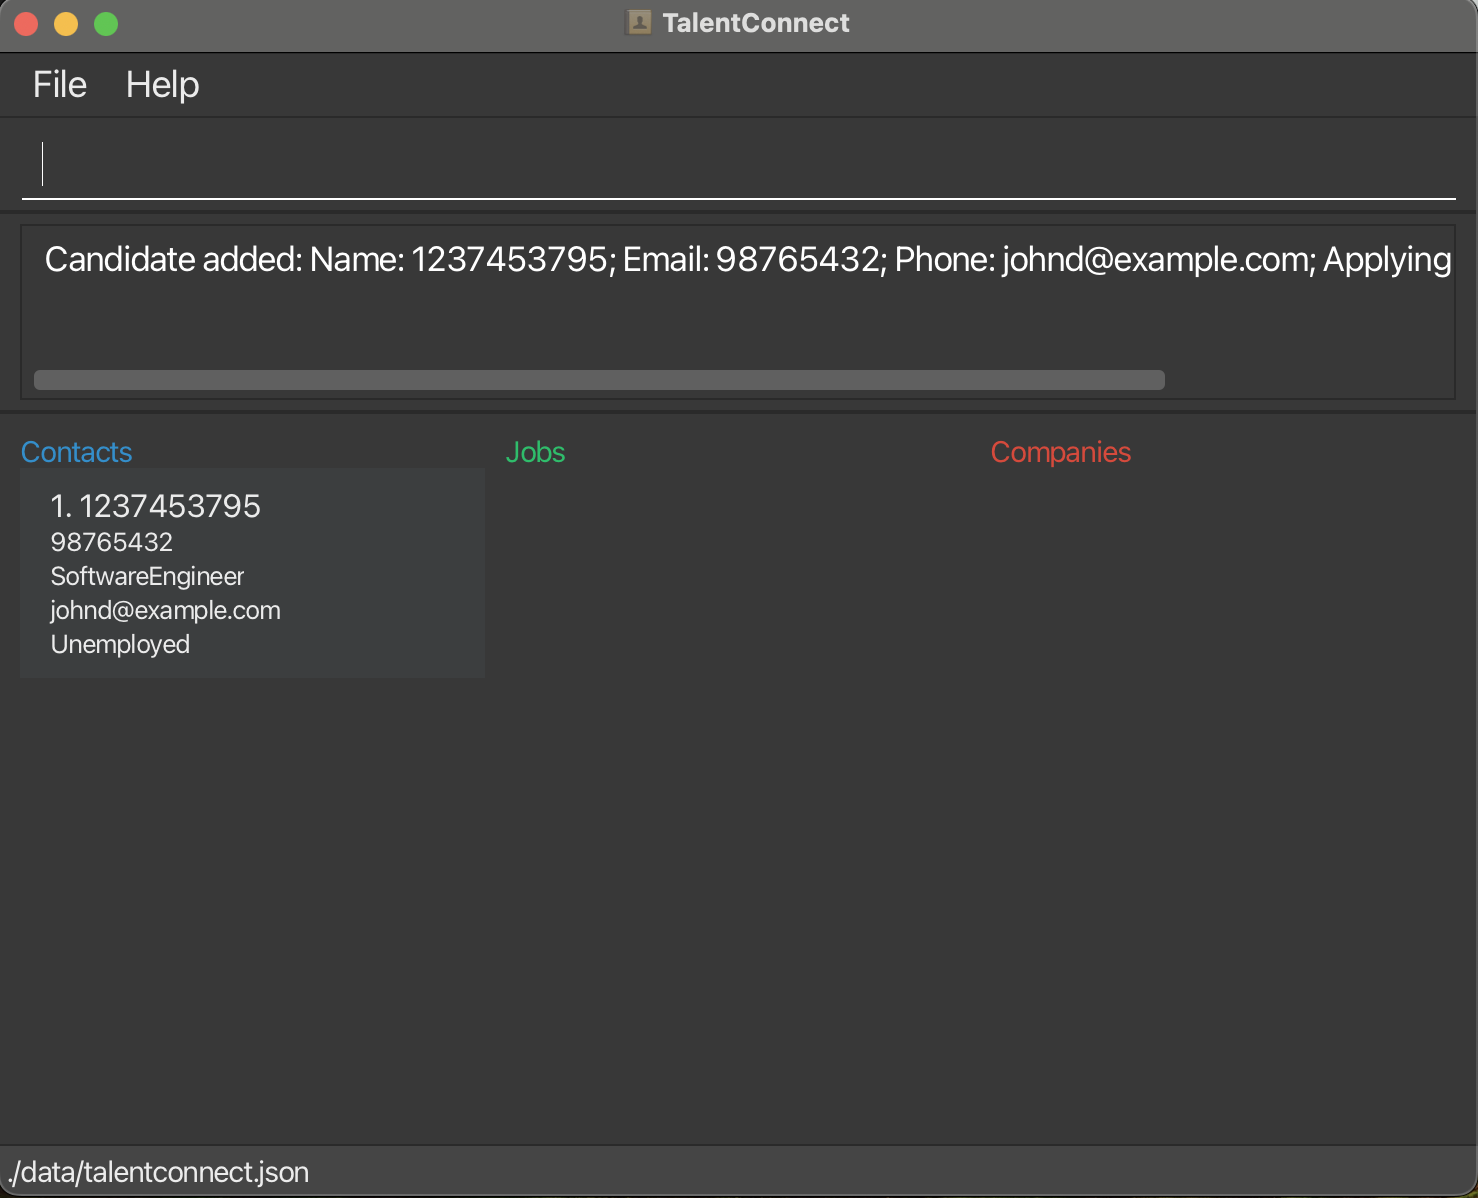 TalentConnect
File Help
Candidate added: Name: 1237453795; Email: 98765432; Phone: johnd@example.com; Applying
Contacts Jobs Companies
1. 1237453795
98765432
SoftwareEngineer
johnd@example.com
Unemployed
./data/talentconnect.json